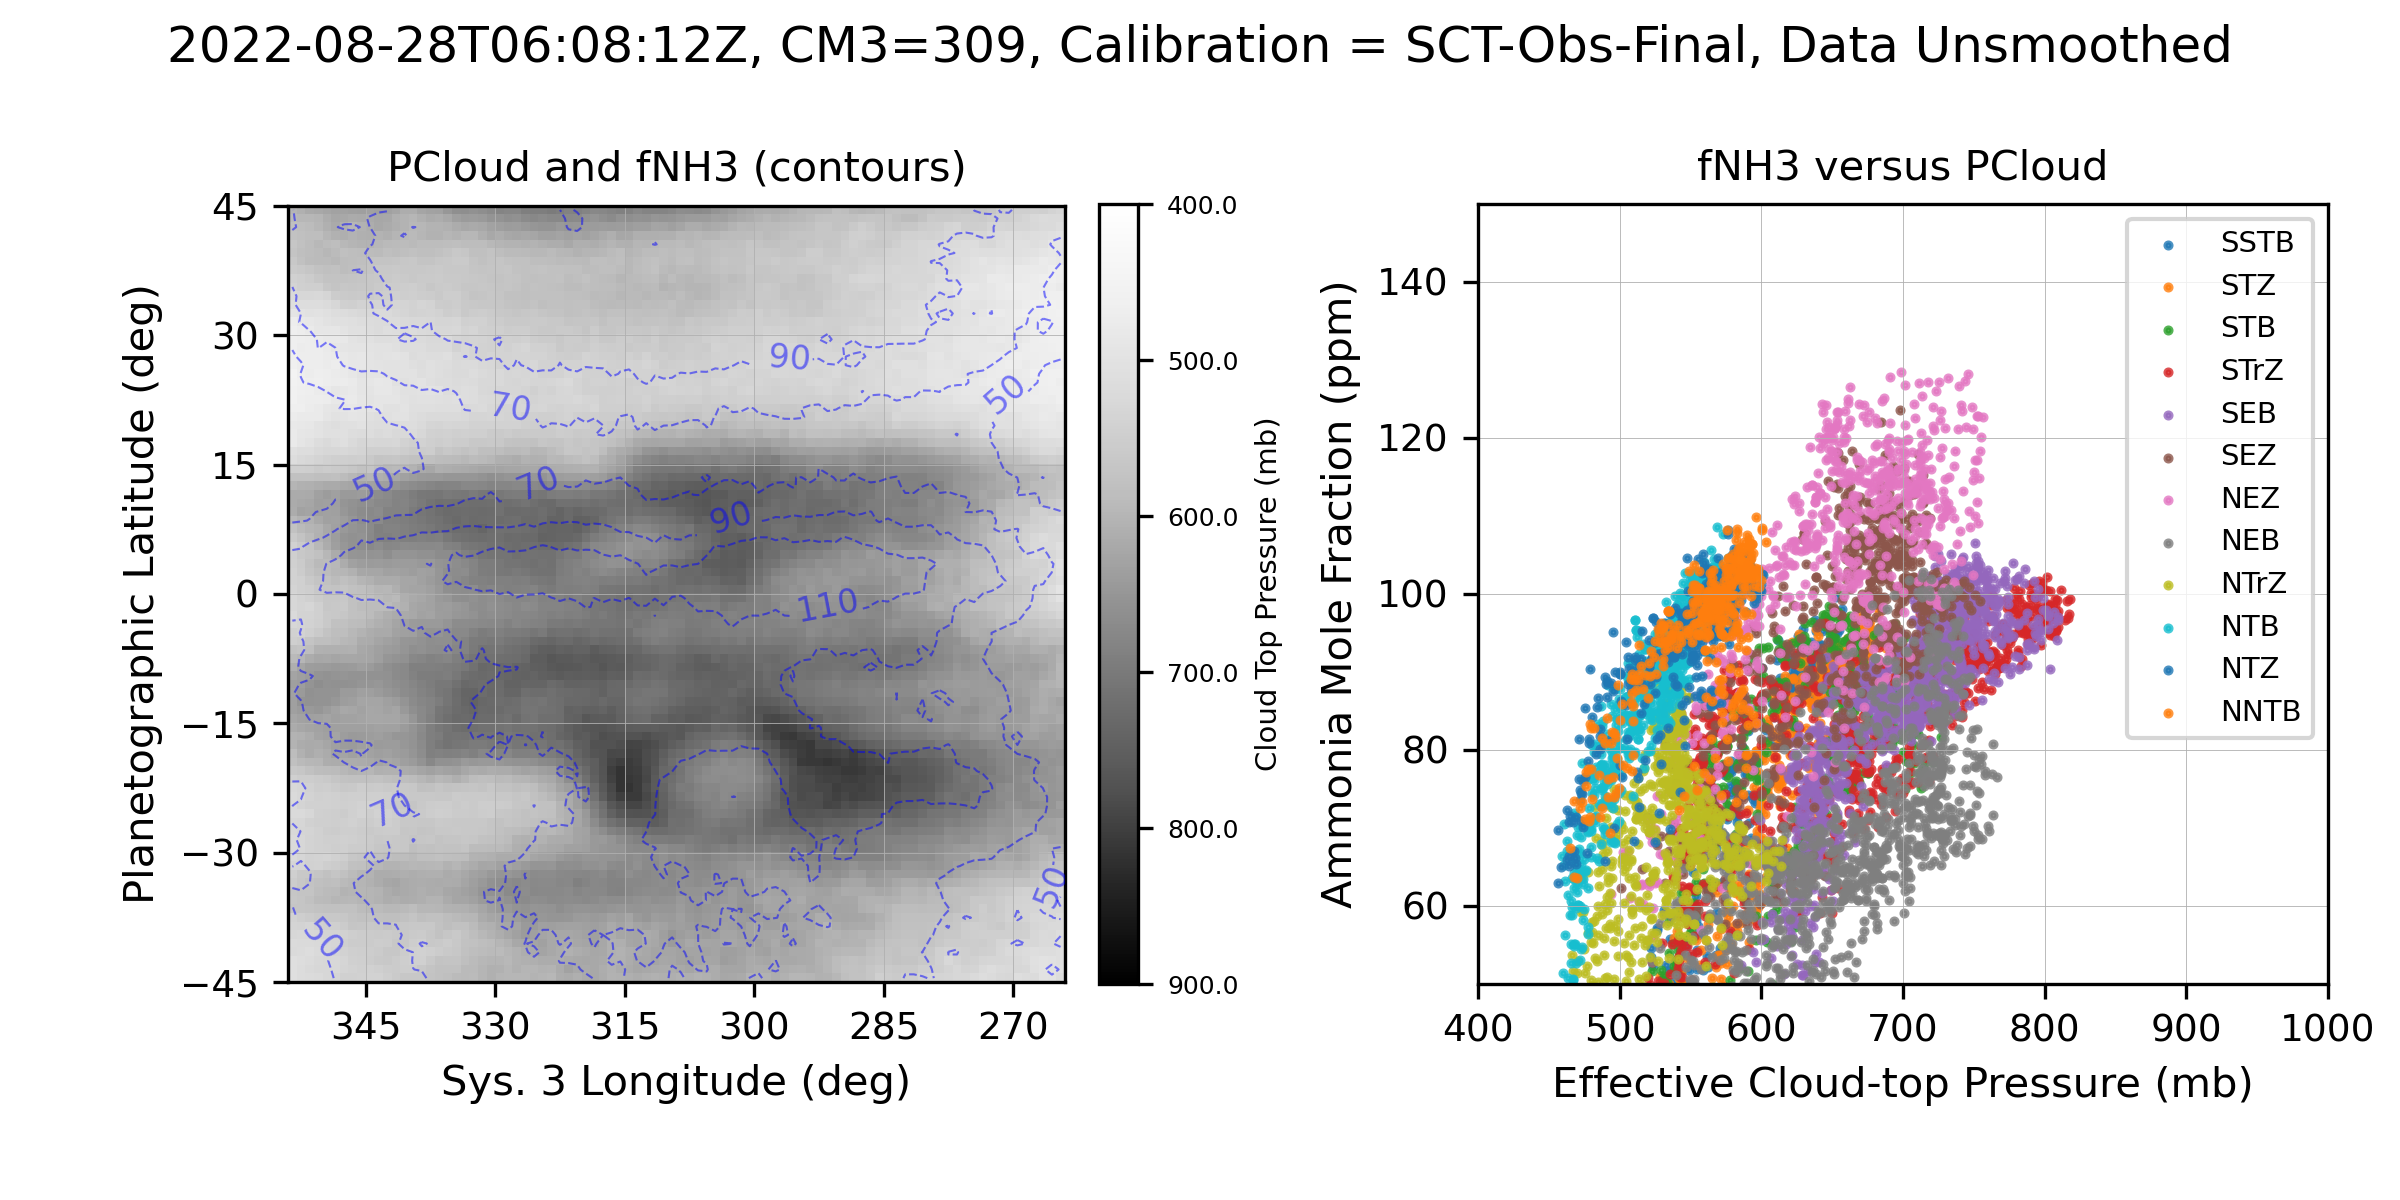 2022-08-28T06:08:12Z, CM3=309, Calibration = SCT-Obs-Final, Data Unsmoothed
PCloud and fNH3 (contours)
45
30
15
0
−15
−30
−45
Planetographic Latitude (deg)
345
330
315
300
285
270
Sys. 3 Longitude (deg)
90
70
50
50
70
90
110
70
50
50
400.0
500.0
600.0
700.0
800.0
900.0
Cloud Top Pressure (mb)
fNH3 versus PCloud
140
120
100
80
60
Ammonia Mole Fraction (ppm)
400
500
600
700
800
900
1000
Effective Cloud-top Pressure (mb)
SSTB
STZ
STB
STrZ
SEB
SEZ
NEZ
NEB
NTrZ
NTB
NTZ
NNTB